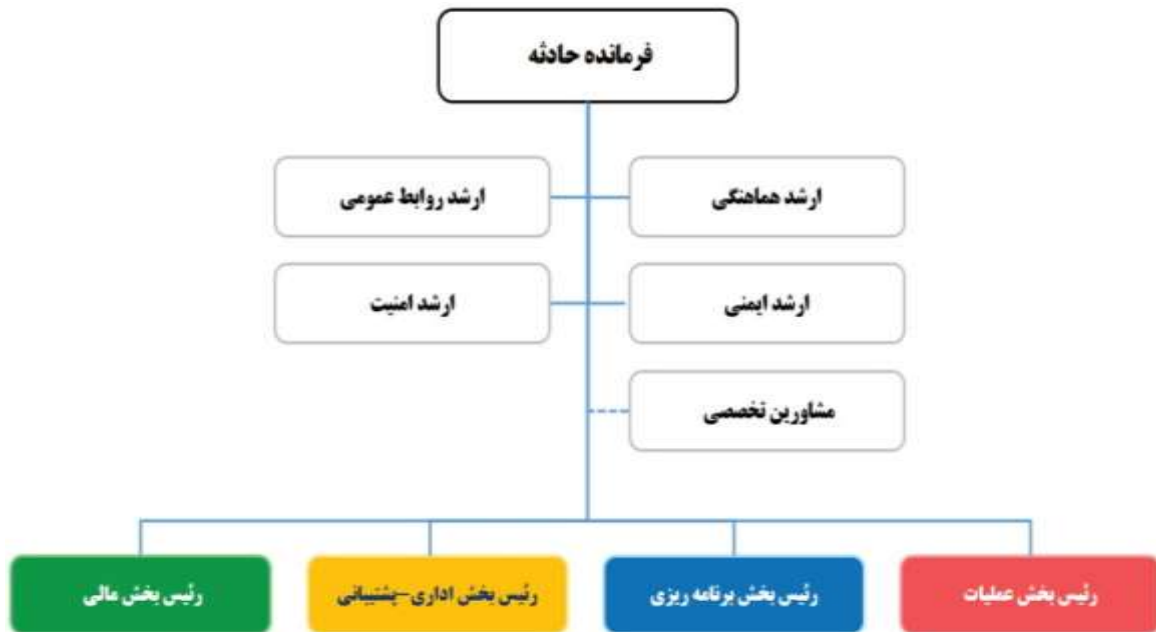 فرمانده حادثه
ارشد هماهنگی
ارشد روابط عمومی
ارشد ایمنی
ارشد امنیت
مشاورین تخصصی
رئیس بخش عملیات
رئیس بخش برنامه ریزی
رئیس بخش اداری-پشتیبانی
رئیس بخش مالی